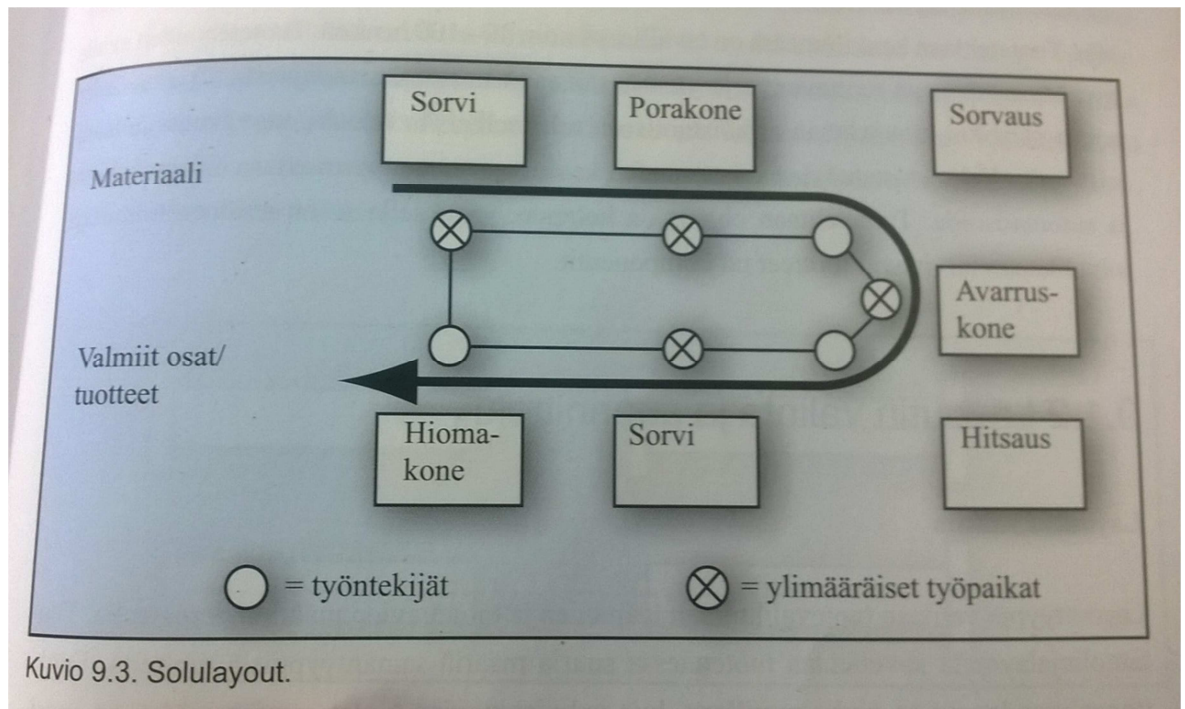 Sorvi
Porakone
Sorvaus
Materiaali
Avarrus-
kone
Valmiit osat/
tuotteet
Hioma-
kone
Sorvi
Hitsaus
= työntekijät
= ylimääräiset työpaikat
Kuvio 9.3. Solulayout.